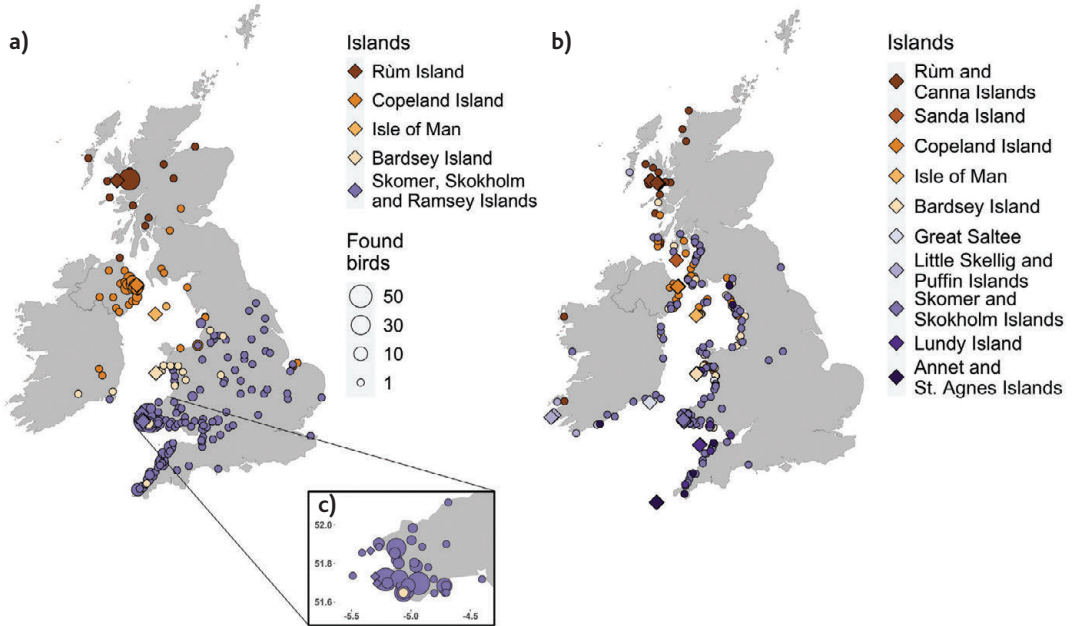 a)
Islands
Rùm Island
Copeland Island
Isle of Man
Bardsey Island
Skomer, Skokholm
and Ramsey Islands
Found
birds
50
30
10
1
b)
Islands
Rùm and
Canna Islands
Sanda Island
Copeland Island
Isle of Man
Bardsey Island
Great Saltee
Little Skellig and
Puffin Islands
Skomer and
Skokholm Islands
Lundy Island
Annet and
St. Agnes Islands
c)
52.0
51.8
51.6
-5.5
-5.0
-4.5